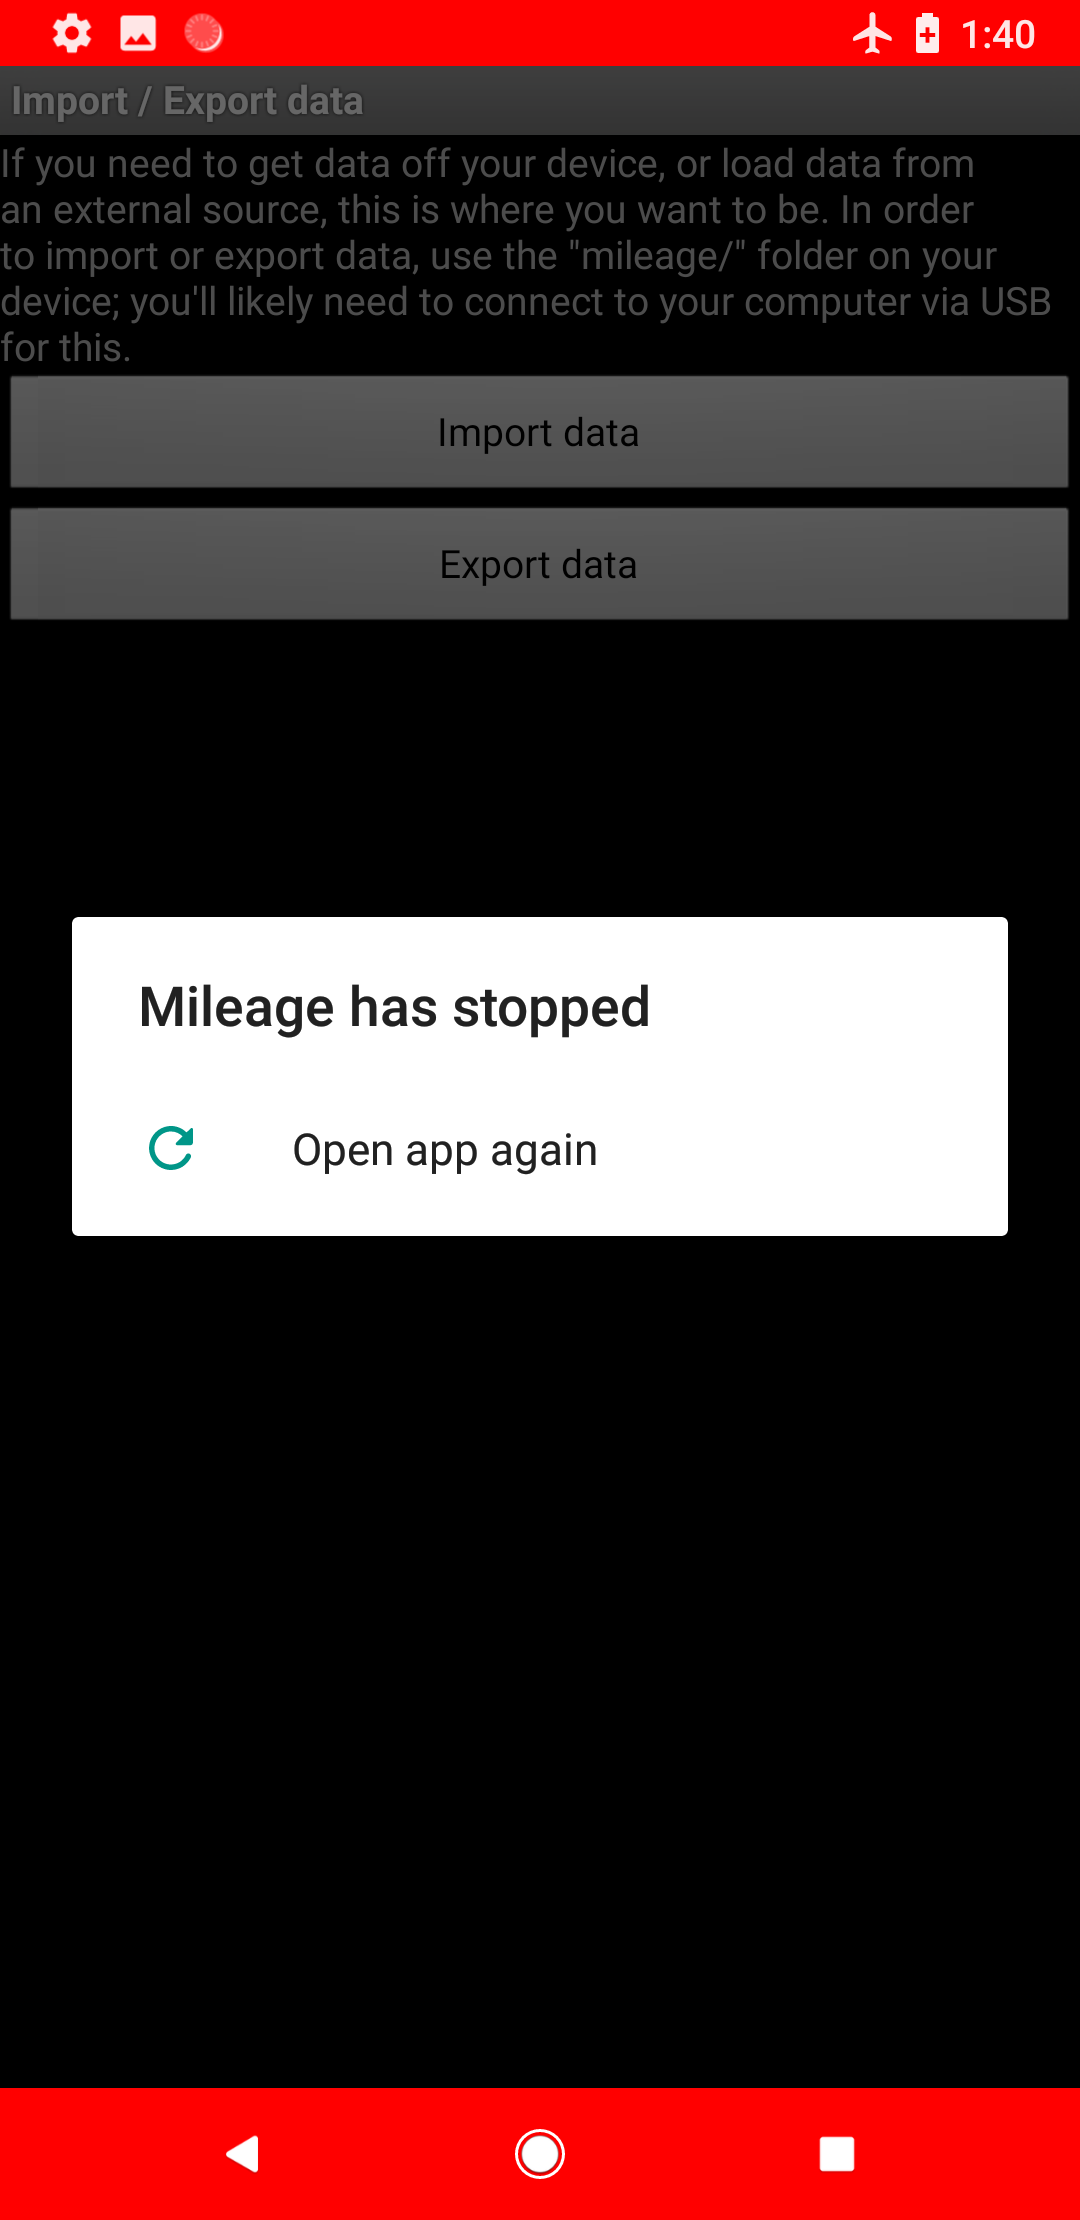 1:40
Import / Export data
If you need to get data off your device, or load data from
an external source, this is where you want to be. In order
to import or export data, use the "mileage/" folder on your
device; you'll likely need to connect to your computer via USB
for this.
Import data
Export data
Mileage has stopped
Open app again